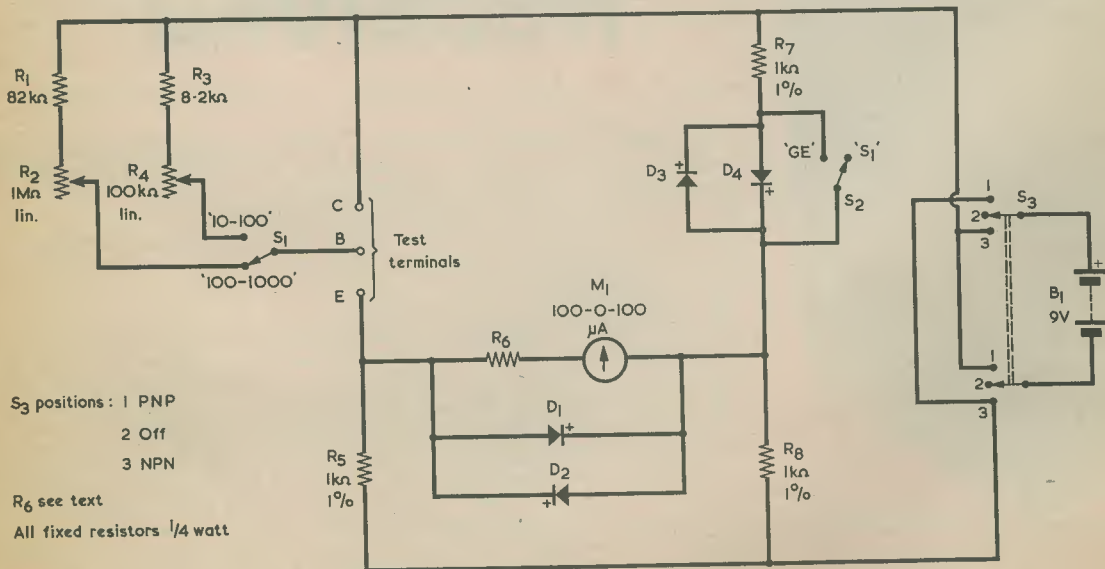 R1
82kΩ
R2
1MΩ
lin.
R3
8·2kΩ
R4
100kΩ
lin.
'10-100'
S1
'100-1000'
C
B
E
Test
terminals
M1
100-0-100
µA
R6
D1
+
D2
+
R5
1kΩ
1%
R7
1kΩ
1%
+
D3
D4
+
'GE'
'S1'
S2
R8
1kΩ
1%
1
2
3
S3
1
2
3
+
B1
9V
S3 positions : 1 PNP
2 Off
3 NPN
R6 see text
All fixed resistors 1/4 watt